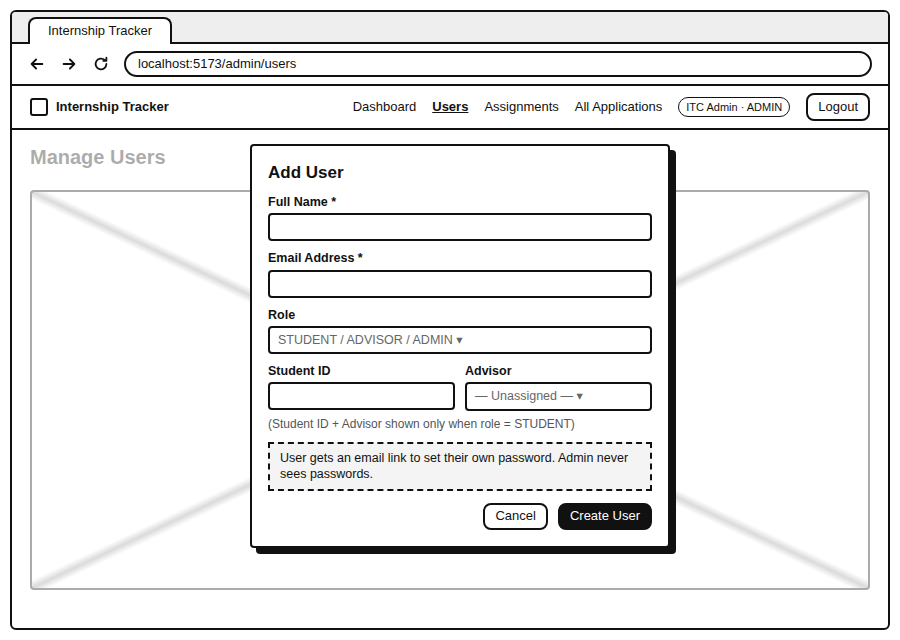 Internship Tracker
localhost:5173/admin/users
Internship Tracker
Dashboard Users Assignments All Applications ITC Admin · ADMIN Logout
Manage Users
Add User
Full Name *
Email Address *
Role
STUDENT / ADVISOR / ADMIN ▾
Student ID Advisor
— Unassigned — ▾
(Student ID + Advisor shown only when role = STUDENT)
User gets an email link to set their own password. Admin never
sees passwords.
Cancel Create User